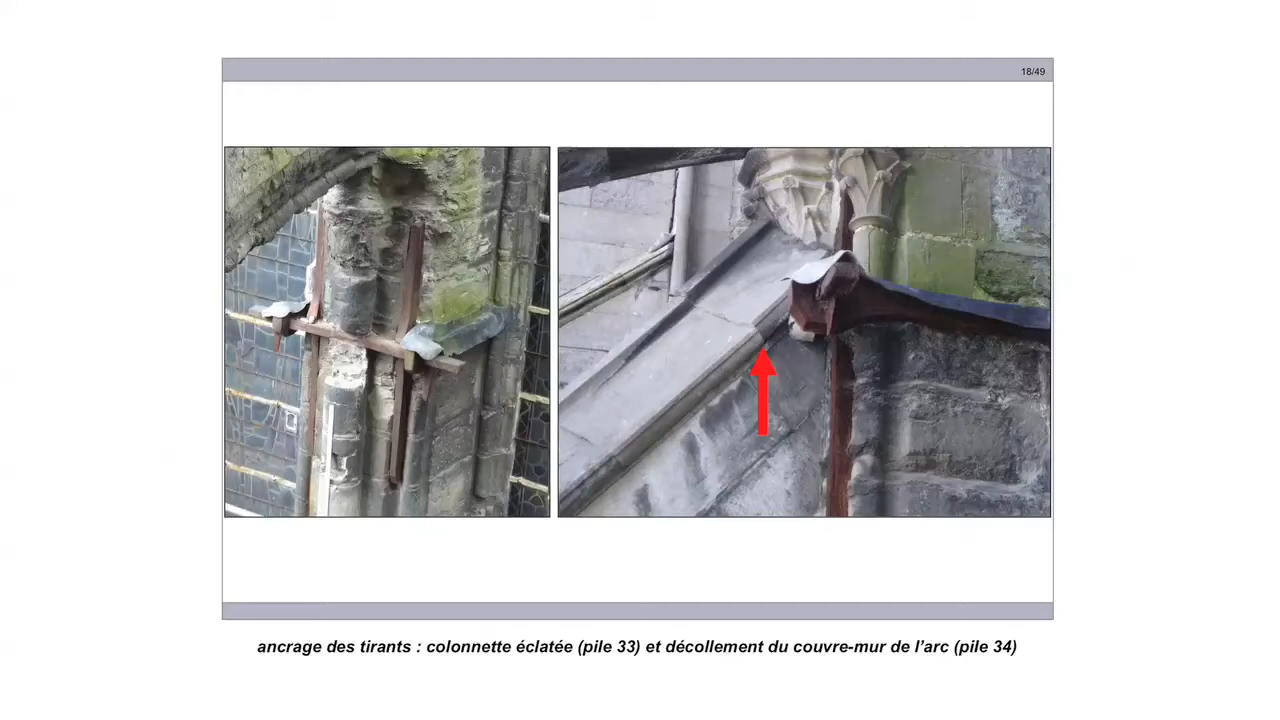 18/49
ancrage des tirants : colonnette éclatée (pile 33) et décollement du couvre-mur de l'arc (pile 34)